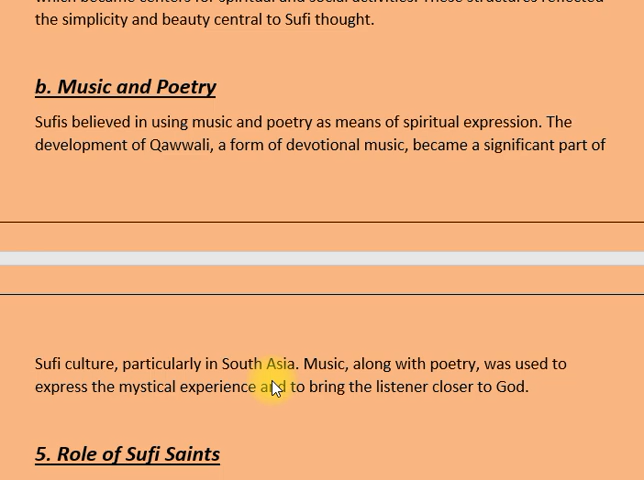 the simplicity and beauty central to Sufi thought.
b. Music and Poetry
Sufis believed in using music and poetry as means of spiritual expression. The
development of Qawwali, a form of devotional music, became a significant part of
Sufi culture, particularly in South Asia. Music, along with poetry, was used to
express the mystical experience and to bring the listener closer to God.
5. Role of Sufi Saints